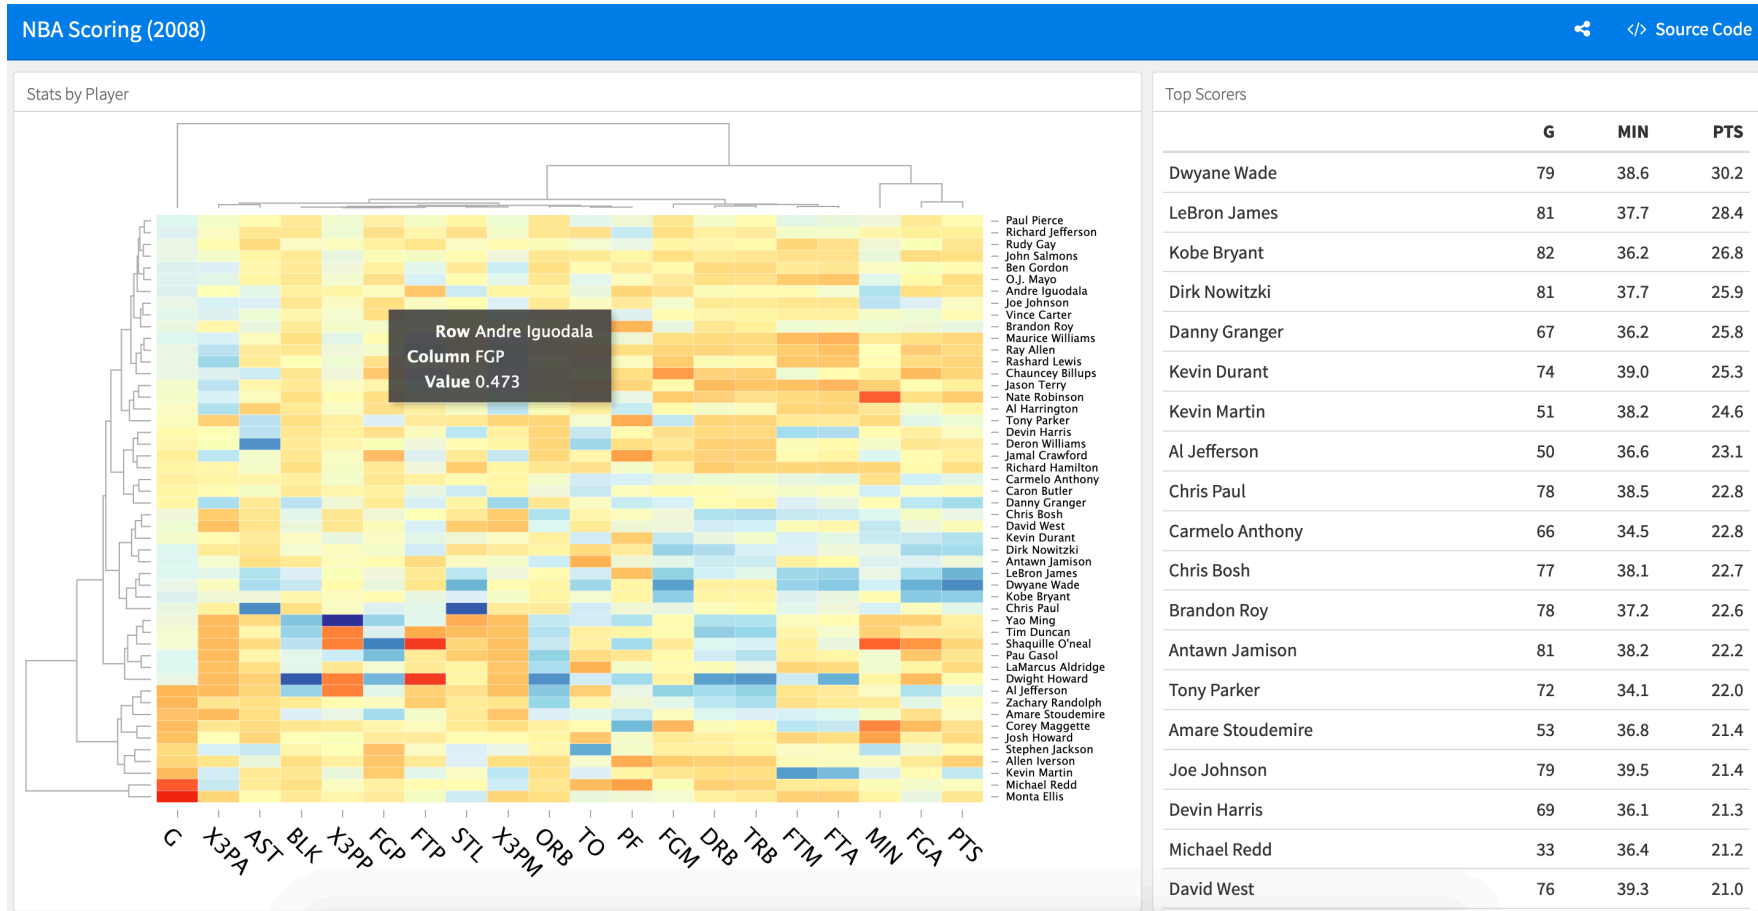 NBA Scoring (2008)
Source Code
Stats by Player
Paul Pierce
Richard Jefferson
Rudy Gay
John Salmons
Ben Gordon
O.J. Mayo
Andre Iguodala
Joe Johnson
Vince Carter
Brandon Roy
Maurice Williams
Ray Allen
Rashard Lewis
Chauncey Billups
Jason Terry
Nate Robinson
Al Harrington
Tony Parker
Devin Harris
Deron Williams
Jamal Crawford
Richard Hamilton
Carmelo Anthony
Caron Butler
Danny Granger
Chris Bosh
David West
Kevin Durant
Dirk Nowitzki
Antawn Jamison
LeBron James
Dwyane Wade
Kobe Bryant
Chris Paul
Yao Ming
Tim Duncan
Shaquille O'neal
Pau Gasol
LaMarcus Aldridge
Dwight Howard
Al Jefferson
Zachary Randolph
Amare Stoudemire
Corey Maggette
Josh Howard
Stephen Jackson
Allen Iverson
Kevin Martin
Michael Redd
Monta Ellis
Row Andre Iguodala
Column FGP
Value 0.473
G X3PA AST BLK X3PP FGP FTP STL X3PM ORB TO PF FGM DRB TRB FTM FTA MIN FGA PTS
Top Scorers
G MIN PTS
Dwyane Wade 79 38.6 30.2
LeBron James 81 37.7 28.4
Kobe Bryant 82 36.2 26.8
Dirk Nowitzki 81 37.7 25.9
Danny Granger 67 36.2 25.8
Kevin Durant 74 39.0 25.3
Kevin Martin 51 38.2 24.6
Al Jefferson 50 36.6 23.1
Chris Paul 78 38.5 22.8
Carmelo Anthony 66 34.5 22.8
Chris Bosh 77 38.1 22.7
Brandon Roy 78 37.2 22.6
Antawn Jamison 81 38.2 22.2
Tony Parker 72 34.1 22.0
Amare Stoudemire 53 36.8 21.4
Joe Johnson 79 39.5 21.4
Devin Harris 69 36.1 21.3
Michael Redd 33 36.4 21.2
David West 76 39.3 21.0